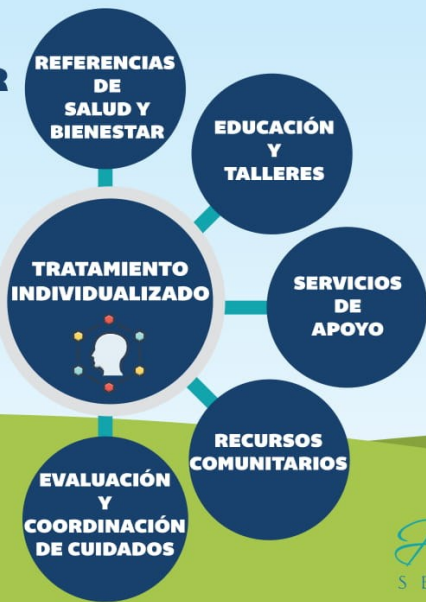 R
REFERENCIAS
DE
SALUD Y
BIENESTAR
EDUCACIÓN
Y
TALLERES
TRATAMIENTO
INDIVIDUALIZADO
SERVICIOS
DE
APOYO
RECURSOS
COMUNITARIOS
EVALUACIÓN
Y
COORDINACIÓN
DE CUIDADOS
S E